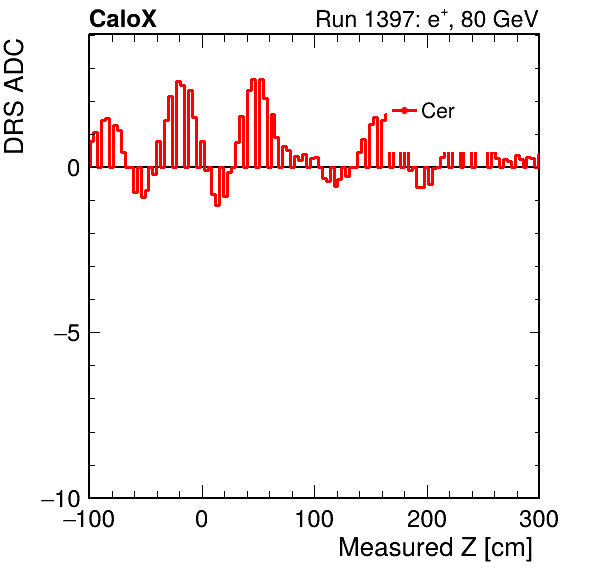 CaloX
Run 1397: e+, 80 GeV
DRS ADC
Cer
0
−5
−10
−100 0 100 200 300
Measured Z [cm]